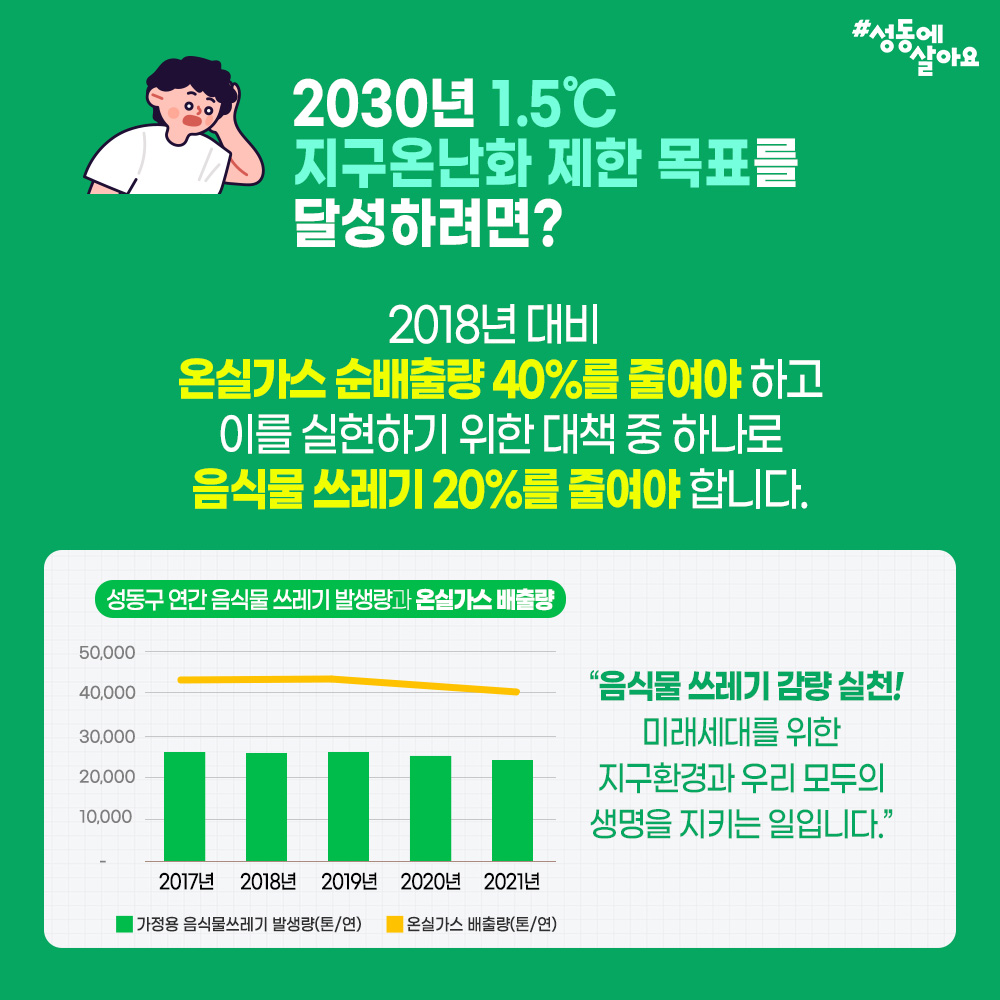 #성동에
살아요
2030년 1.5℃
지구온난화 제한 목표를
달성하려면?
2018년 대비
온실가스 순배출량 40%를 줄여야 하고
이를 실현하기 위한 대책 중 하나로
음식물 쓰레기 20%를 줄여야 합니다.
성동구 연간 음식물 쓰레기 발생량과 온실가스 배출량
50,000
40,000
30,000
20,000
10,000
-
2017년 2018년 2019년 2020년 2021년
가정용 음식물쓰레기 발생량(톤/연) 온실가스 배출량(톤/연)
“음식물 쓰레기 감량 실천!
미래세대를 위한
지구환경과 우리 모두의
생명을 지키는 일입니다.”